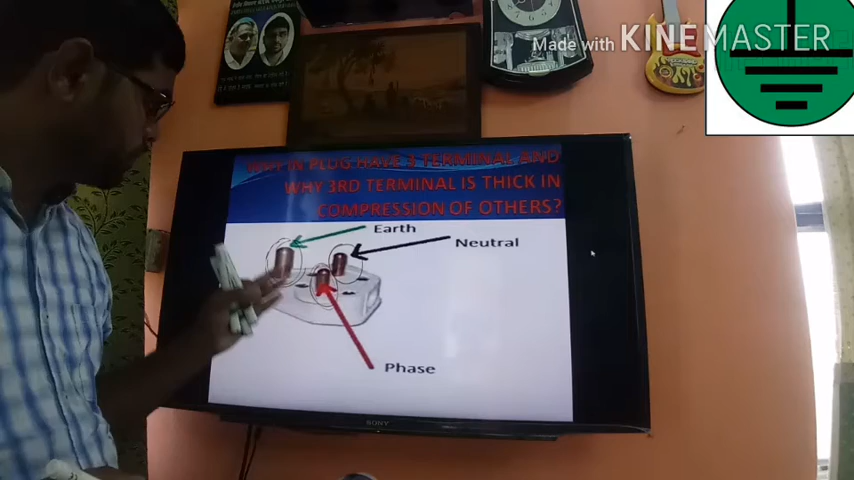 Made with KINEMASTER
WHY IN PLUG HAVE 3 TERMINAL AND
WHY 3RD TERMINAL IS THICK IN
COMPRESSION OF OTHERS?
Earth
Neutral
Phase
SONY